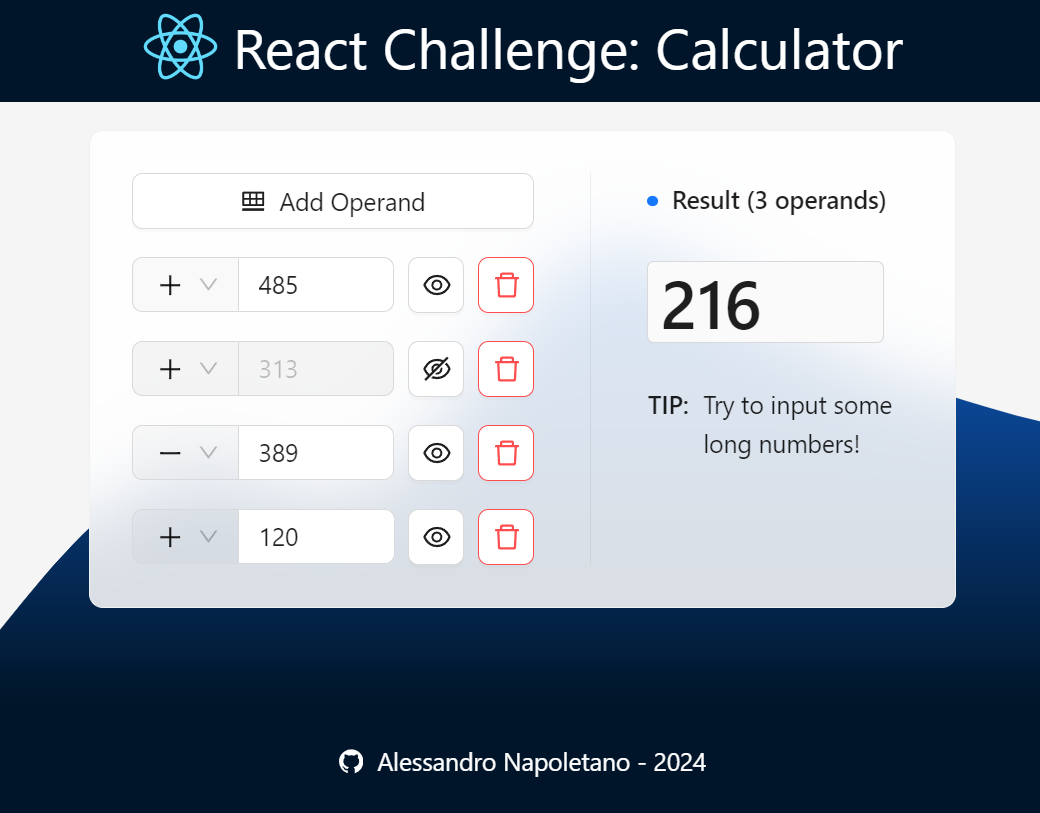 React Challenge: Calculator
Add Operand
+ 485
+ 313
− 389
+ 120
Result (3 operands)
216
TIP: Try to input some
long numbers!
Alessandro Napoletano - 2024